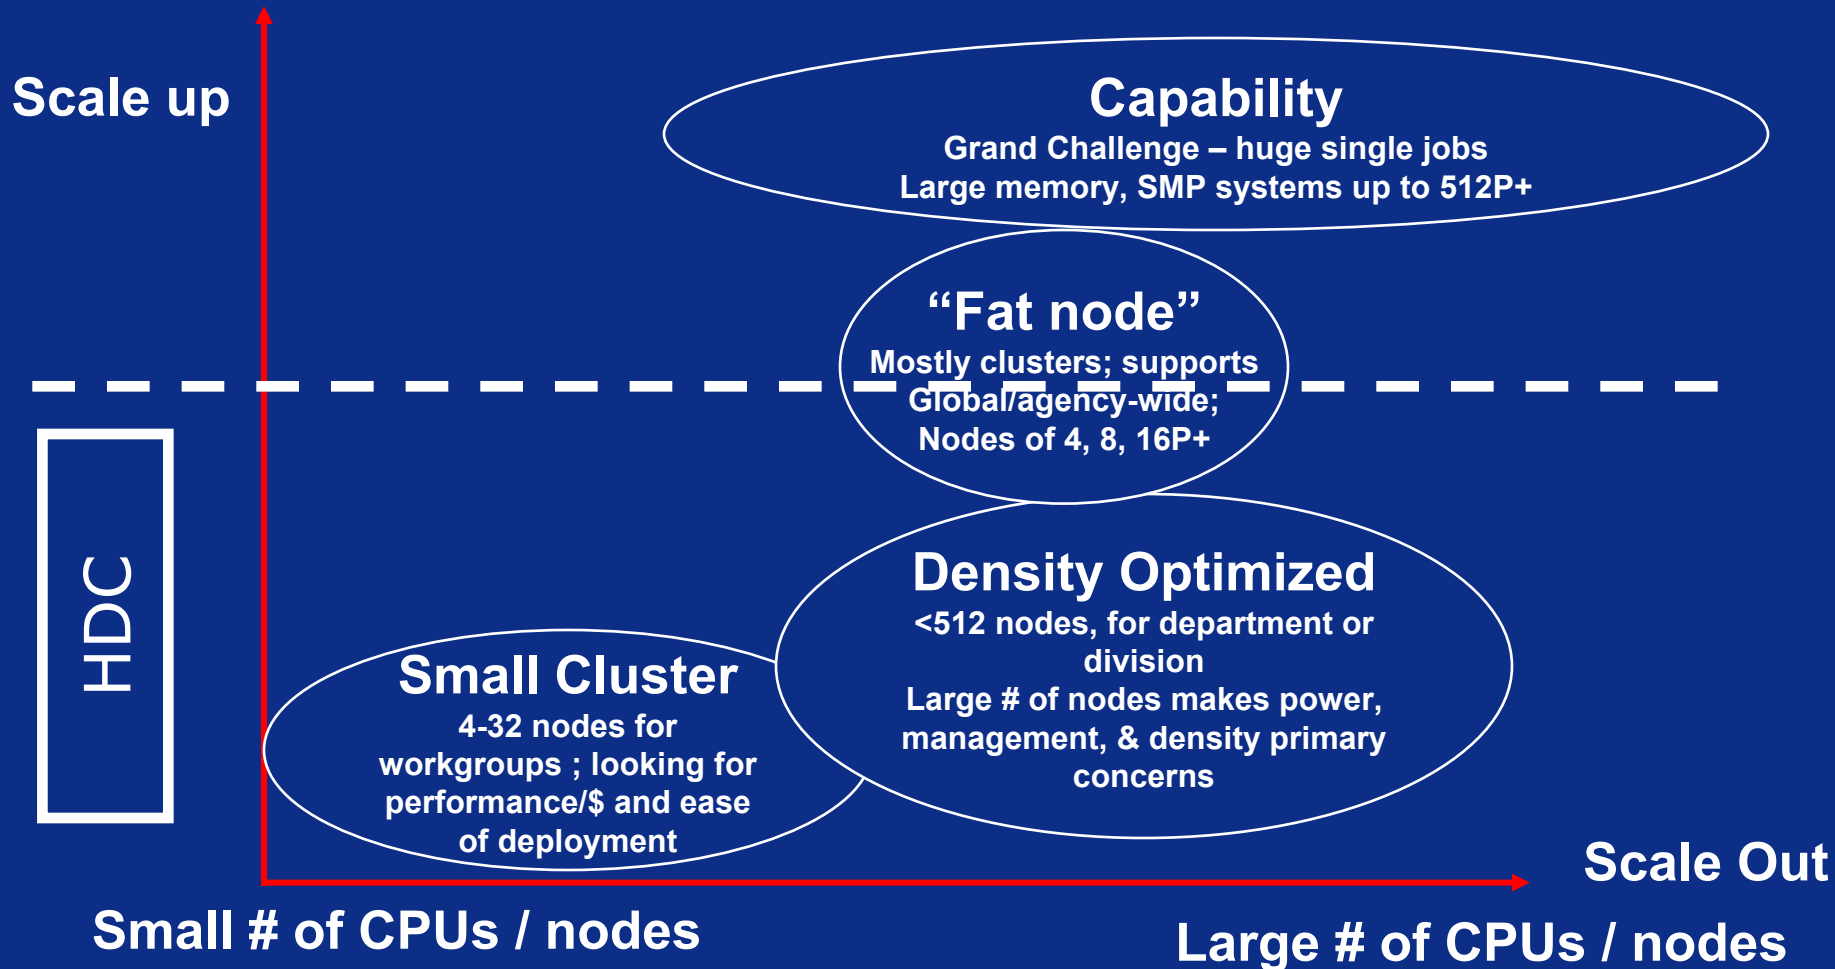 Scale up
Capability
Grand Challenge – huge single jobs
Large memory, SMP systems up to 512P+
“Fat node”
Mostly clusters; supports
Global/agency-wide;
Nodes of 4, 8, 16P+
HDC
Density Optimized
<512 nodes, for department or
division
Large # of nodes makes power,
management, & density primary
concerns
Small Cluster
4-32 nodes for
workgroups ; looking for
performance/$ and ease
of deployment
Scale Out
Small # of CPUs / nodes
Large # of CPUs / nodes